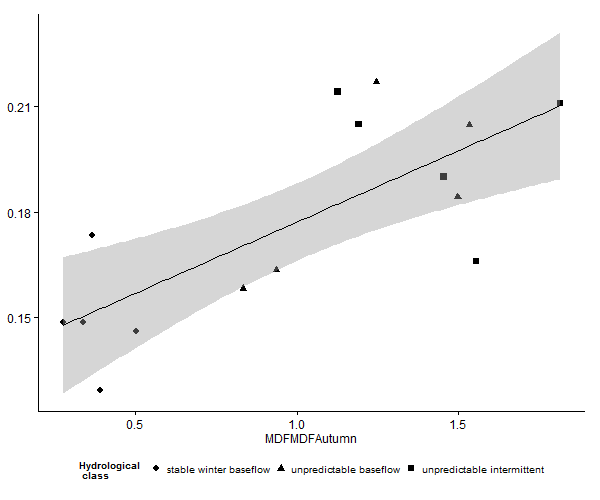 0.21
0.18
0.15
0.5 1.0 1.5
MDFMDFAutumn
Hydrological
class
stable winter baseflow unpredictable baseflow unpredictable intermittent